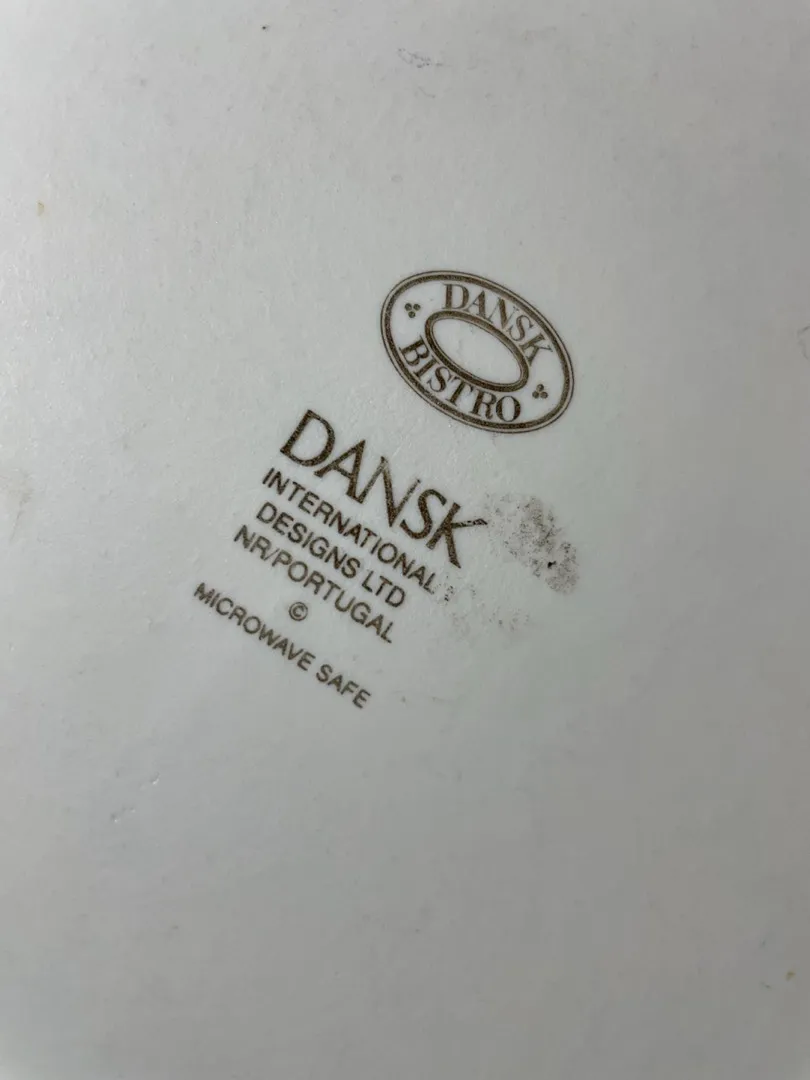 DANSK
BISTRO
DANSK
INTERNATIONAL
DESIGNS LTD
NR/PORTUGAL
©
MICROWAVE SAFE